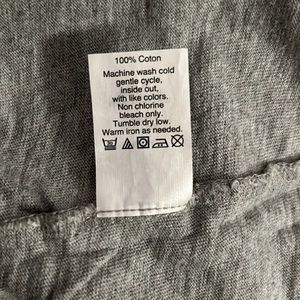 100% Coton
Machine wash cold
gentle cycle,
inside out,
with like colors.
Non chlorine
bleach only.
Tumble dry low.
Warm iron as needed.